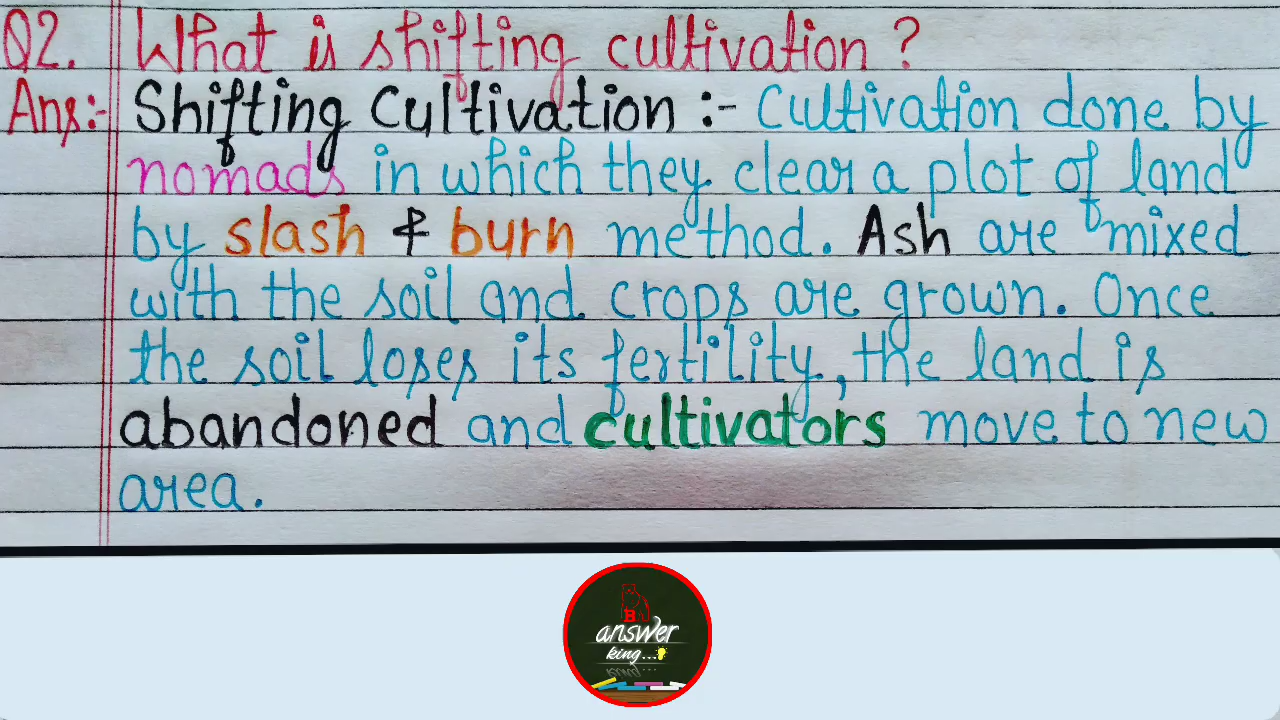 Q2. What is shifting cultivation ?
Ans:- Shifting Cultivation :- Cultivation done by
nomads in which they clear a plot of land
by slash & burn method. Ash are mixed
with the soil and crops are grown. Once
the soil loses its fertility, the land is
abandoned and cultivators move to new
area.
B
answer
king...